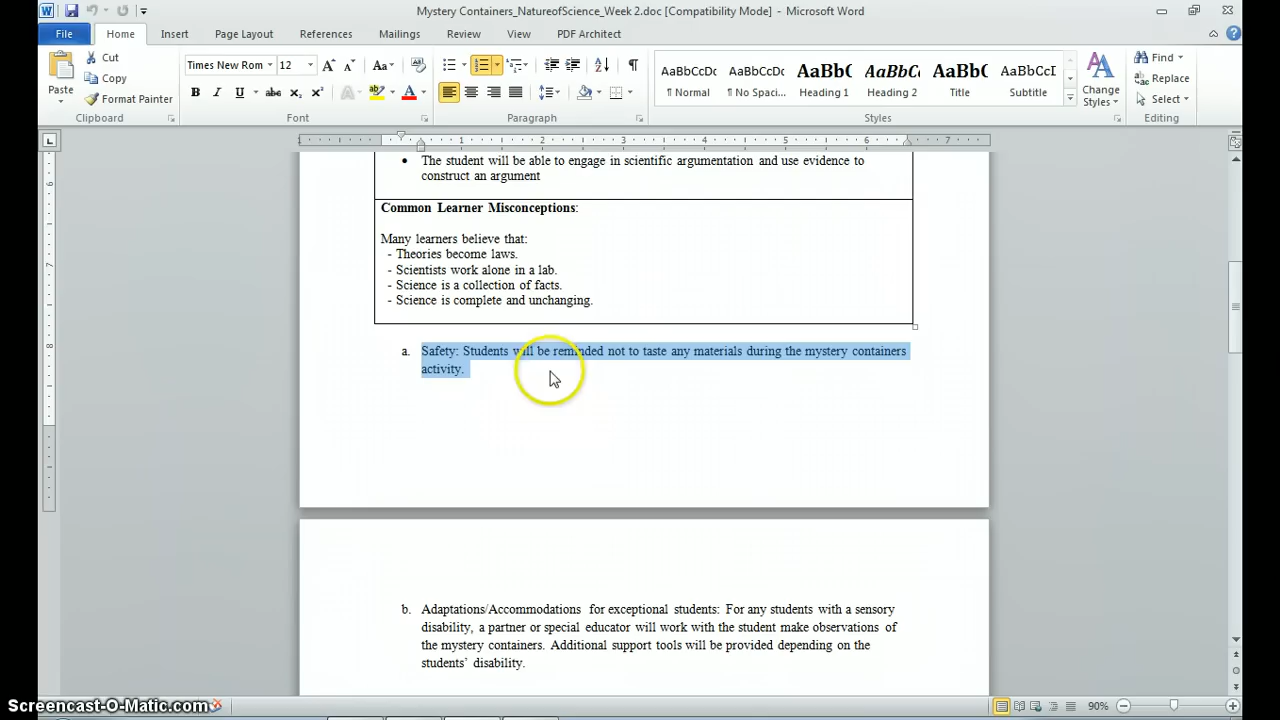 Mystery Containers_NatureofScience_Week 2.doc [Compatibility Mode] - Microsoft Word
File Home Insert Page Layout References Mailings Review View PDF Architect
Paste
Cut
Copy
Format Painter
Clipboard
Times New Rom 12
Font
Paragraph
AaBbCcDc AaBbCcDc AaBbC AaBbCc AaBbC AaBbCcI
¶ Normal ¶ No Spaci... Heading 1 Heading 2 Title Subtitle
Change Styles
Styles
Find
Replace
Select
Editing
• The student will be able to engage in scientific argumentation and use evidence to
construct an argument
Common Learner Misconceptions:
Many learners believe that:
- Theories become laws.
- Scientists work alone in a lab.
- Science is a collection of facts.
- Science is complete and unchanging.
a. Safety: Students will be reminded not to taste any materials during the mystery containers
activity.
b. Adaptations/Accommodations for exceptional students: For any students with a sensory
disability, a partner or special educator will work with the student make observations of
the mystery containers. Additional support tools will be provided depending on the
students’ disability.
Screencast-O-Matic.com
90%